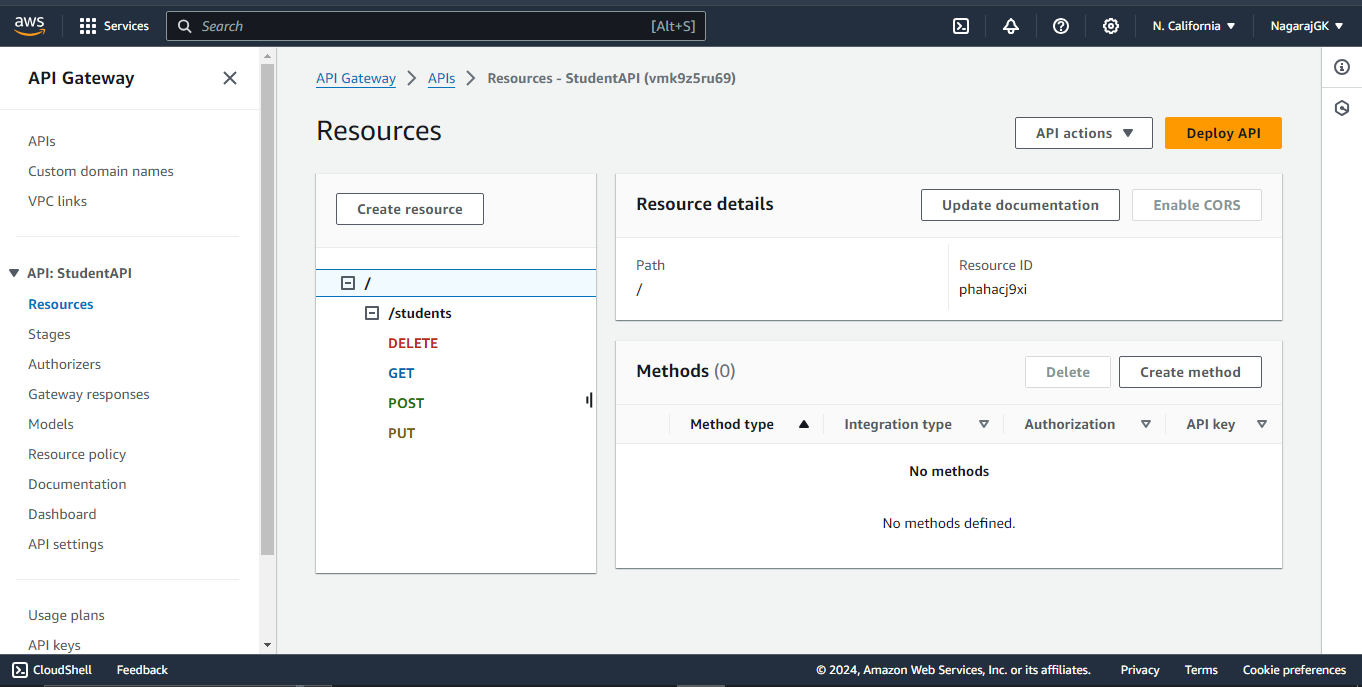 aws
Services
Search
[Alt+S]
N. California
NagarajGK
API Gateway
APIs
Custom domain names
VPC links
API: StudentAPI
Resources
Stages
Authorizers
Gateway responses
Models
Resource policy
Documentation
Dashboard
API settings
Usage plans
API keys
API Gateway
APIs
Resources - StudentAPI (vmk9z5ru69)
Resources
API actions
Deploy API
Create resource
/
/students
DELETE
GET
POST
PUT
Resource details
Update documentation
Enable CORS
Path
/
Resource ID
phahacj9xi
Methods (0)
Delete
Create method
Method type
Integration type
Authorization
API key
No methods
No methods defined.
CloudShell
Feedback
© 2024, Amazon Web Services, Inc. or its affiliates.
Privacy
Terms
Cookie preferences